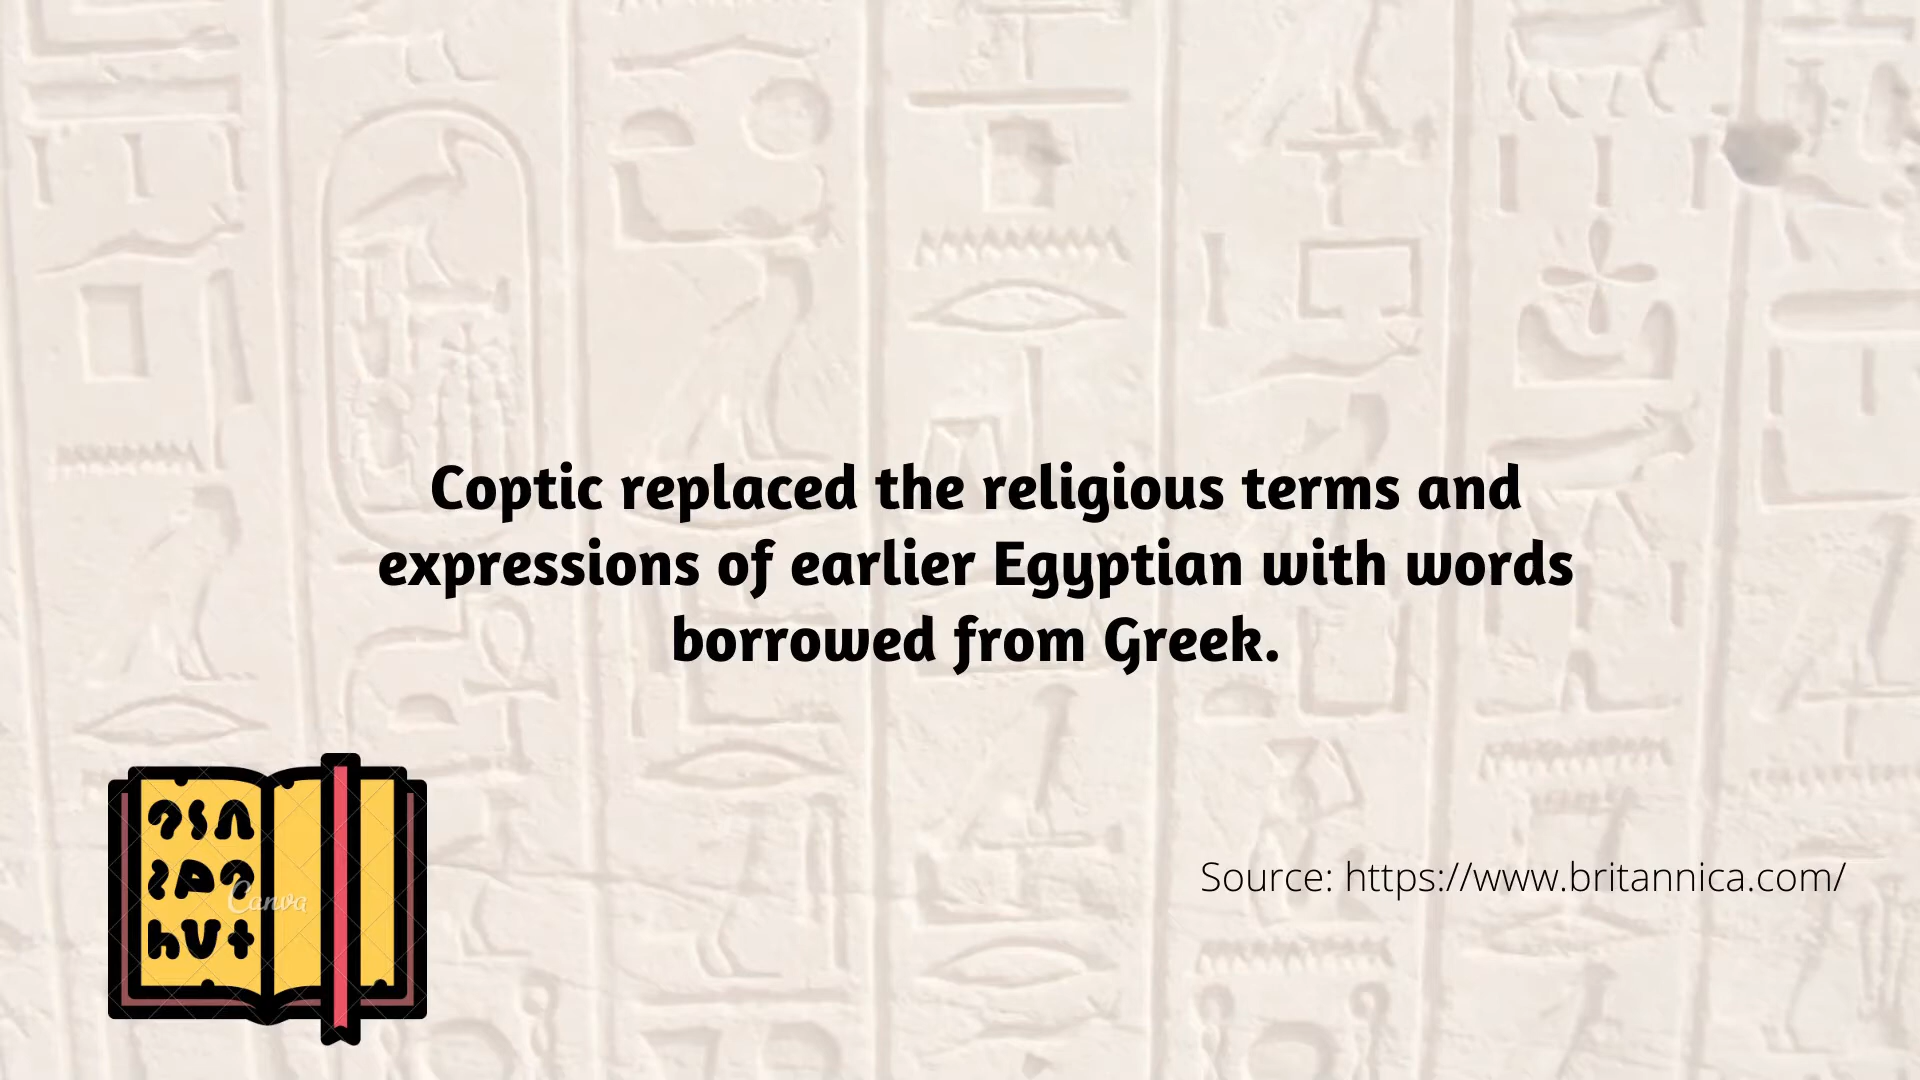 Coptic replaced the religious terms and
expressions of earlier Egyptian with words
borrowed from Greek.
Canva
Source: https://www.britannica.com/